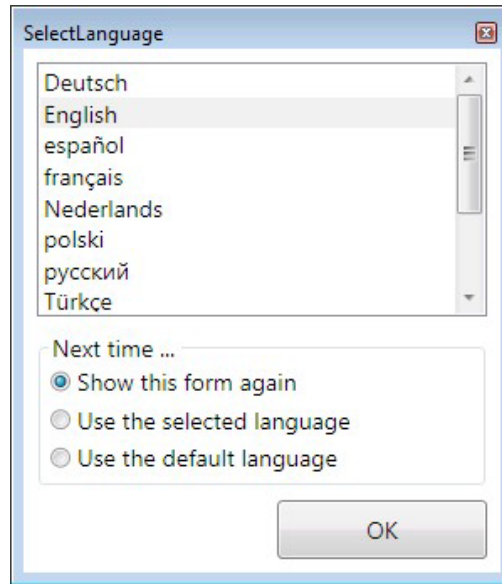 SelectLanguage
Deutsch
English
español
français
Nederlands
polski
русский
Türkçe
Next time ...
Show this form again
Use the selected language
Use the default language
OK